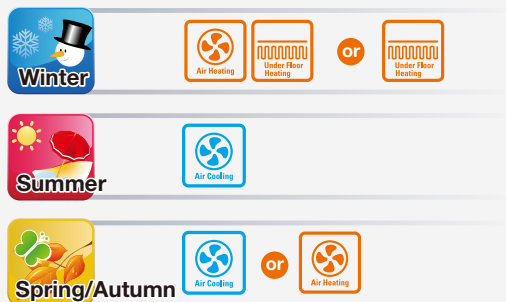 Winter
Air Heating
Under Floor
Heating
or
Under Floor
Heating
Summer
Air Cooling
Spring/Autumn
Air Cooling
or
Air Heating